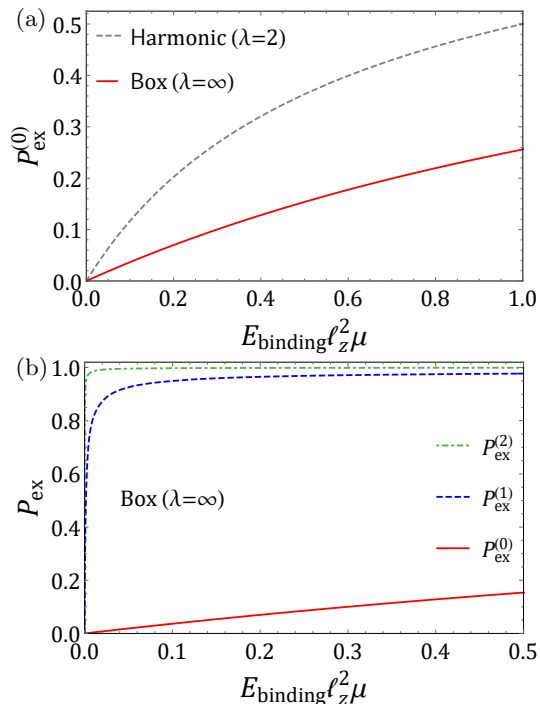 (a)
0.5
0.4
0.3
0.2
0.1
0.0
P_ex^(0)
Harmonic (λ=2)
Box (λ=∞)
0.0 0.2 0.4 0.6 0.8 1.0
E_binding ℓ_z^2 μ
(b)
1.0
0.8
0.6
0.4
0.2
0.0
P_ex
Box (λ=∞)
P_ex^(2)
P_ex^(1)
P_ex^(0)
0.0 0.1 0.2 0.3 0.4 0.5
E_binding ℓ_z^2 μ